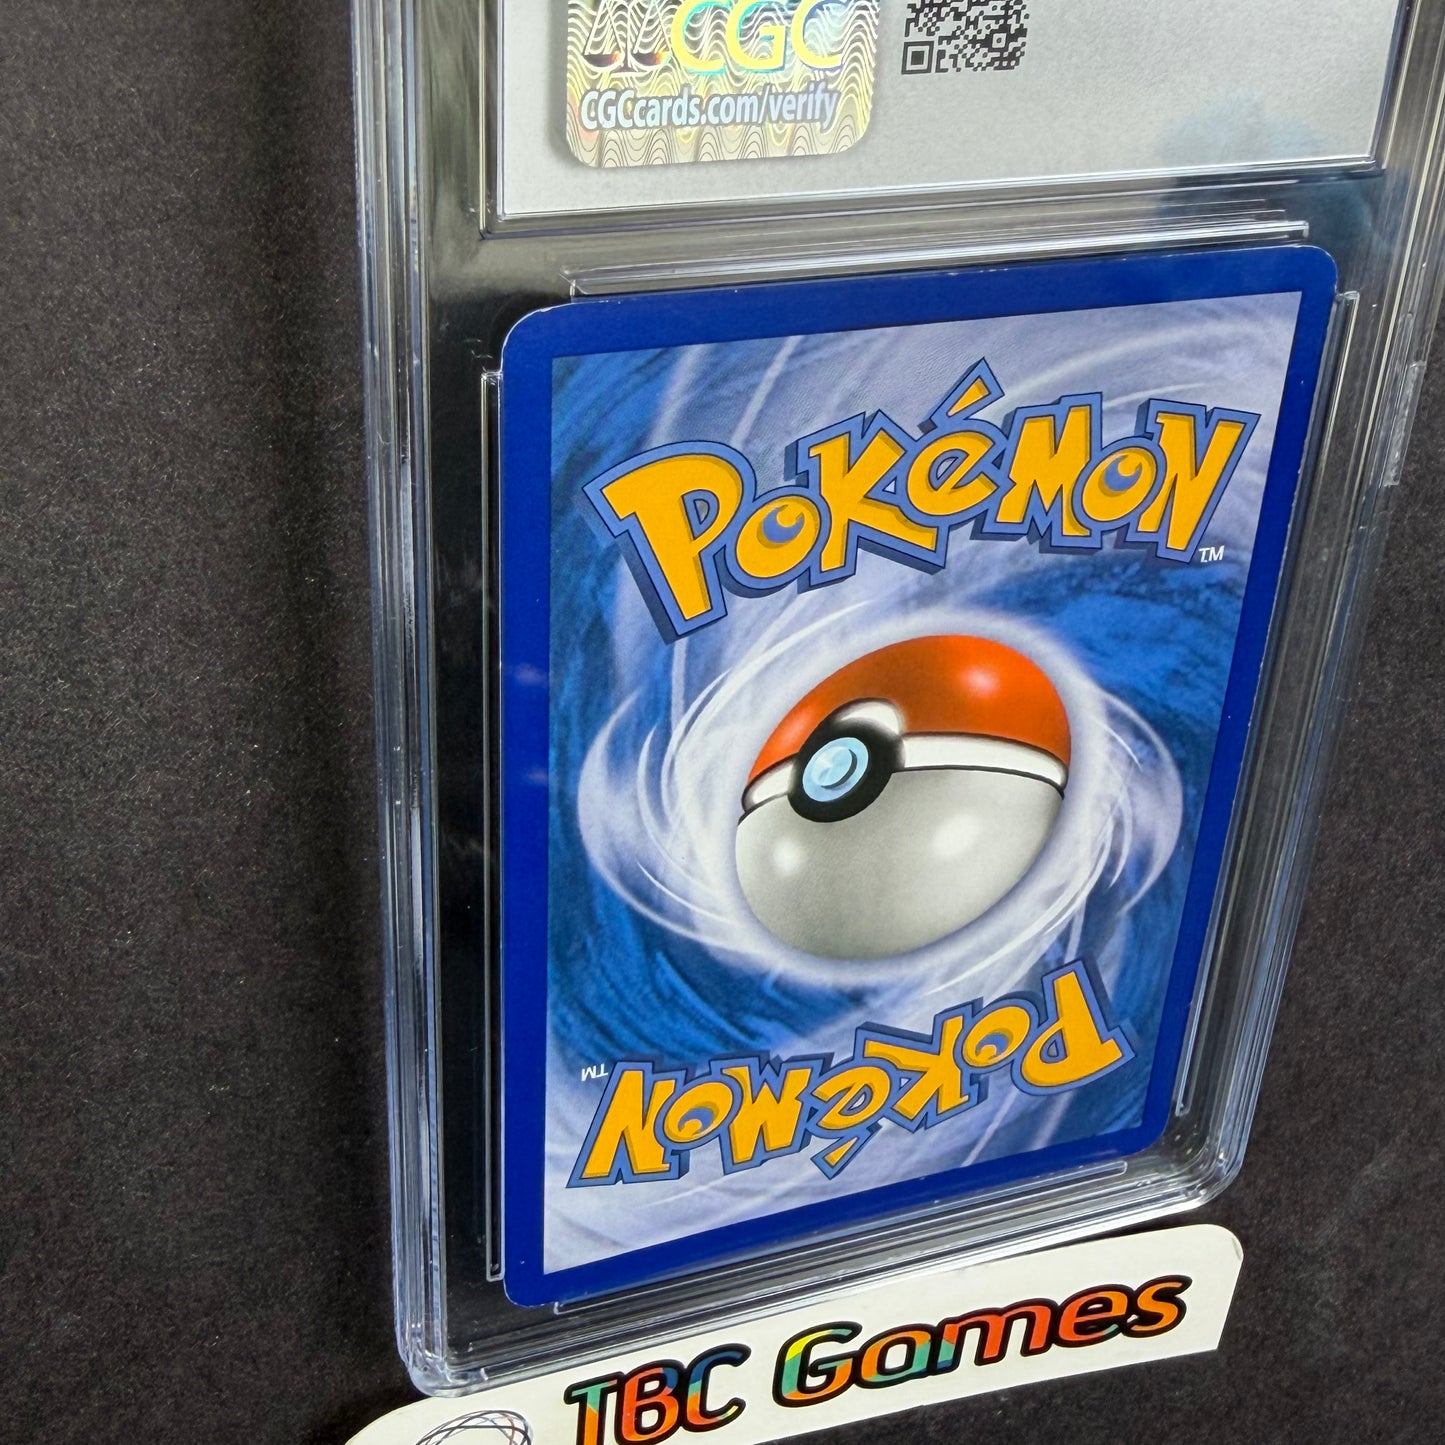 CGC
CGCcards.com/verify
POKéMON
TM
POKéMON
TM
TBC Games